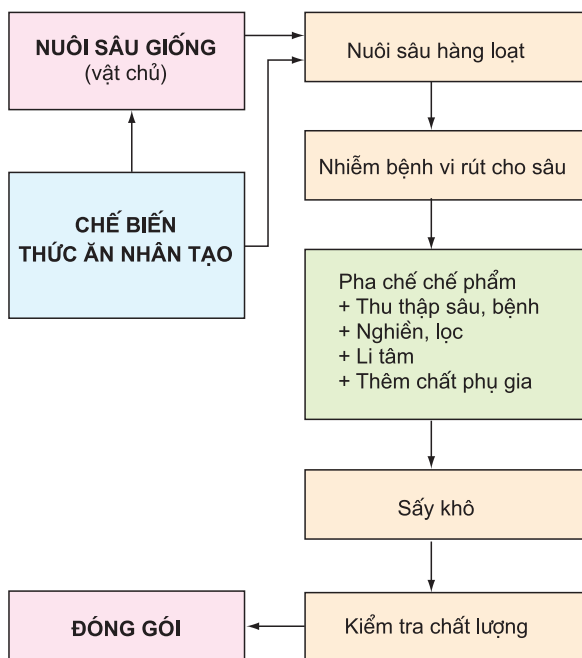 NUÔI SÂU GIỐNG
(vật chủ)
Nuôi sâu hàng loạt
Nhiễm bệnh vi rút cho sâu
CHẾ BIẾN
THỨC ĂN NHÂN TẠO
Pha chế chế phẩm
+ Thu thập sâu, bệnh
+ Nghiền, lọc
+ Li tâm
+ Thêm chất phụ gia
Sấy khô
Kiểm tra chất lượng
ĐÓNG GÓI